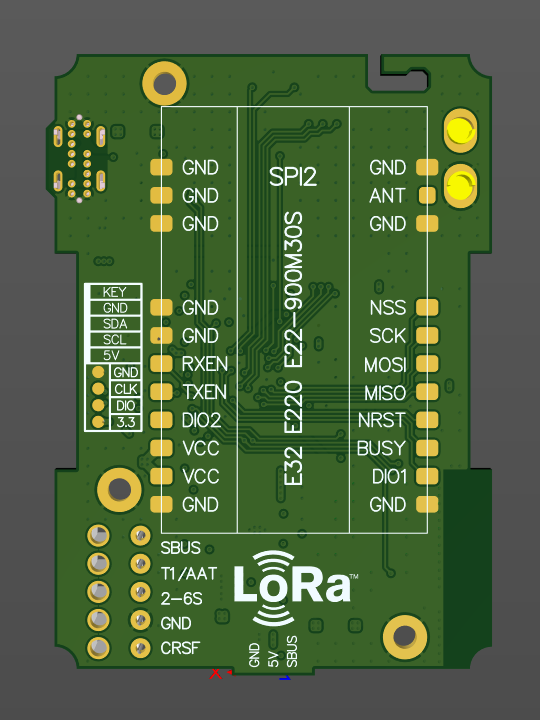 SPI2
GND
GND
GND
GND
ANT
GND
GND
GND
RXEN
TXEN
DIO2
VCC
VCC
GND
NSS
SCK
MOSI
MISO
NRST
BUSY
DIO1
GND
E32 E220 E22-900M30S
KEY
GND
SDA
SCL
5V
GND
CLK
DIO
3.3
SBUS
T1/AAT
2-6S
GND
CRSF
LoRa™
GND
5V
SBUS